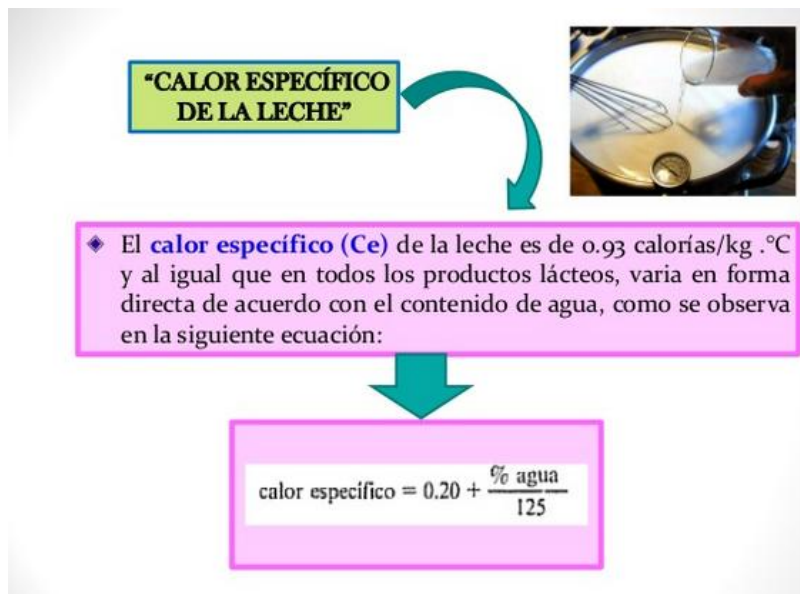 “CALOR ESPECÍFICO
DE LA LECHE”
El calor específico (Ce) de la leche es de 0.93 calorías/kg .°C
y al igual que en todos los productos lácteos, varia en forma
directa de acuerdo con el contenido de agua, como se observa
en la siguiente ecuación:
calor específico = 0.20 + % agua / 125